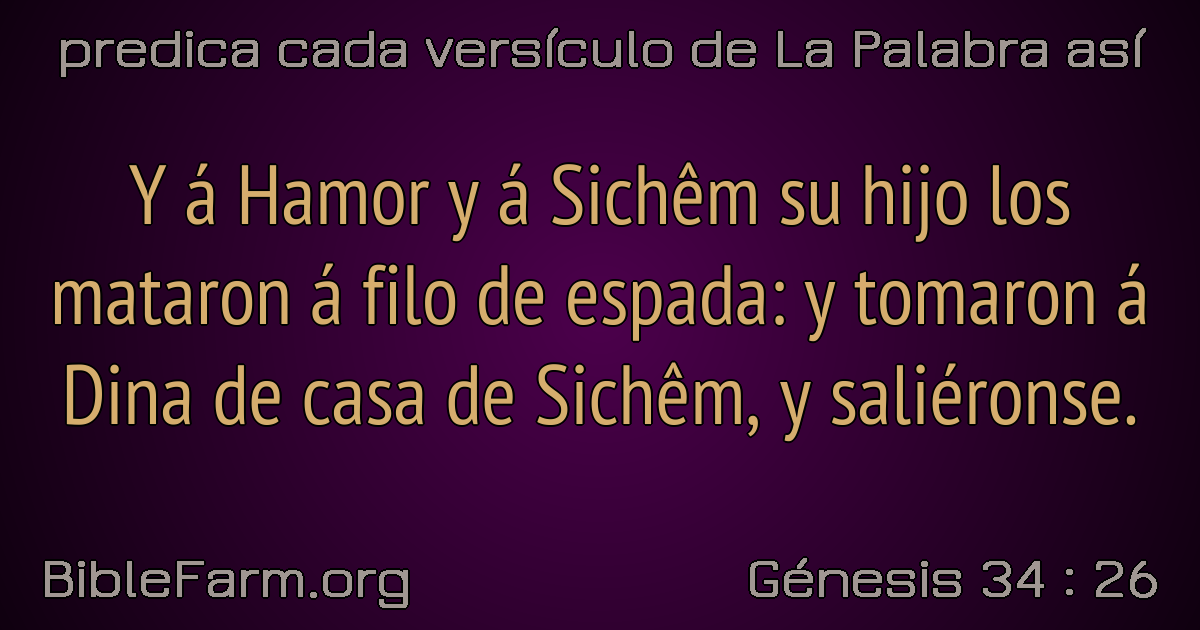 predica cada versículo de La Palabra así
Y á Hamor y á Sichêm su hijo los
mataron á filo de espada: y tomaron á
Dina de casa de Sichêm, y saliéronse.
BibleFarm.org
Génesis 34 : 26